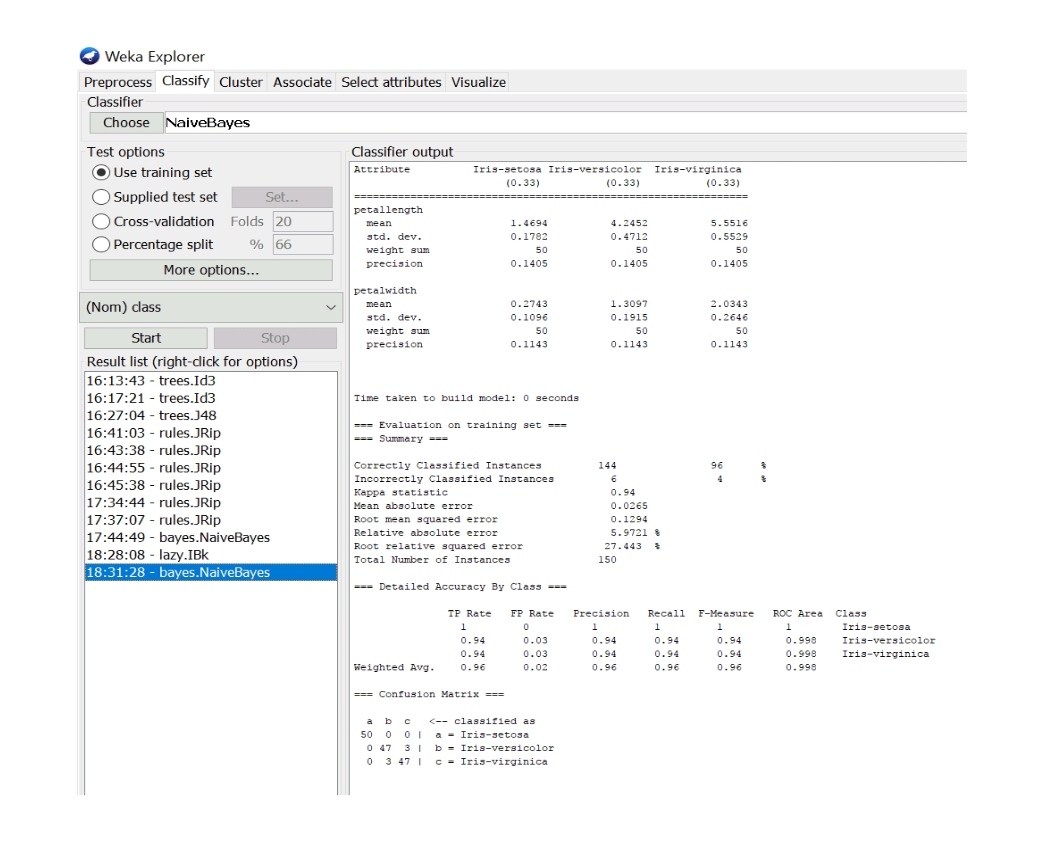 Weka Explorer
Preprocess Classify Cluster Associate Select attributes Visualize
Classifier
Choose NaiveBayes
Test options
Use training set
Supplied test set Set...
Cross-validation Folds 20
Percentage split % 66
More options...
(Nom) class
Start Stop
Result list (right-click for options)
16:13:43 - trees.Id3
16:17:21 - trees.Id3
16:27:04 - trees.J48
16:41:03 - rules.JRip
16:43:38 - rules.JRip
16:44:55 - rules.JRip
16:45:38 - rules.JRip
17:34:44 - rules.JRip
17:37:07 - rules.JRip
17:44:49 - bayes.NaiveBayes
18:28:08 - lazy.IBk
18:31:28 - bayes.NaiveBayes
Classifier output
Attribute Iris-setosa Iris-versicolor Iris-virginica
(0.33) (0.33) (0.33)
===============================================================
petallength
mean 1.4694 4.2452 5.5516
std. dev. 0.1782 0.4712 0.5529
weight sum 50 50 50
precision 0.1405 0.1405 0.1405
petalwidth
mean 0.2743 1.3097 2.0343
std. dev. 0.1096 0.1915 0.2646
weight sum 50 50 50
precision 0.1143 0.1143 0.1143
Time taken to build model: 0 seconds
=== Evaluation on training set ===
=== Summary ===
Correctly Classified Instances 144 96 %
Incorrectly Classified Instances 6 4 %
Kappa statistic 0.94
Mean absolute error 0.0265
Root mean squared error 0.1294
Relative absolute error 5.9721 %
Root relative squared error 27.443 %
Total Number of Instances 150
=== Detailed Accuracy By Class ===
TP Rate FP Rate Precision Recall F-Measure ROC Area Class
1 0 1 1 1 1 Iris-setosa
0.94 0.03 0.94 0.94 0.94 0.998 Iris-versicolor
0.94 0.03 0.94 0.94 0.94 0.998 Iris-virginica
Weighted Avg. 0.96 0.02 0.96 0.96 0.96 0.998
=== Confusion Matrix ===
a b c <-- classified as
50 0 0 | a = Iris-setosa
0 47 3 | b = Iris-versicolor
0 3 47 | c = Iris-virginica